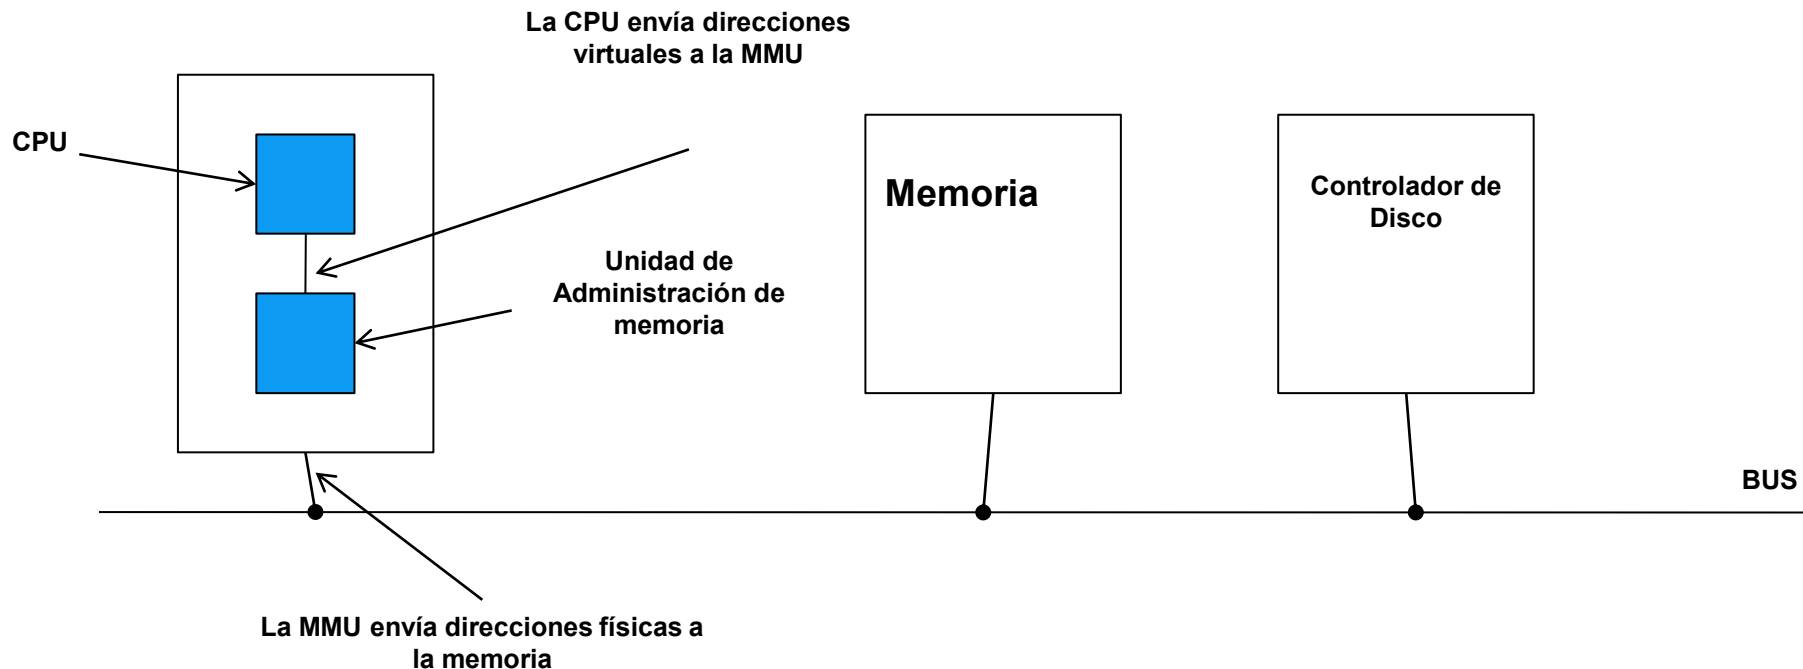 La CPU envía direcciones
virtuales a la MMU
CPU
Memoria
Controlador de
Disco
Unidad de
Administración de
memoria
BUS
La MMU envía direcciones físicas a
la memoria